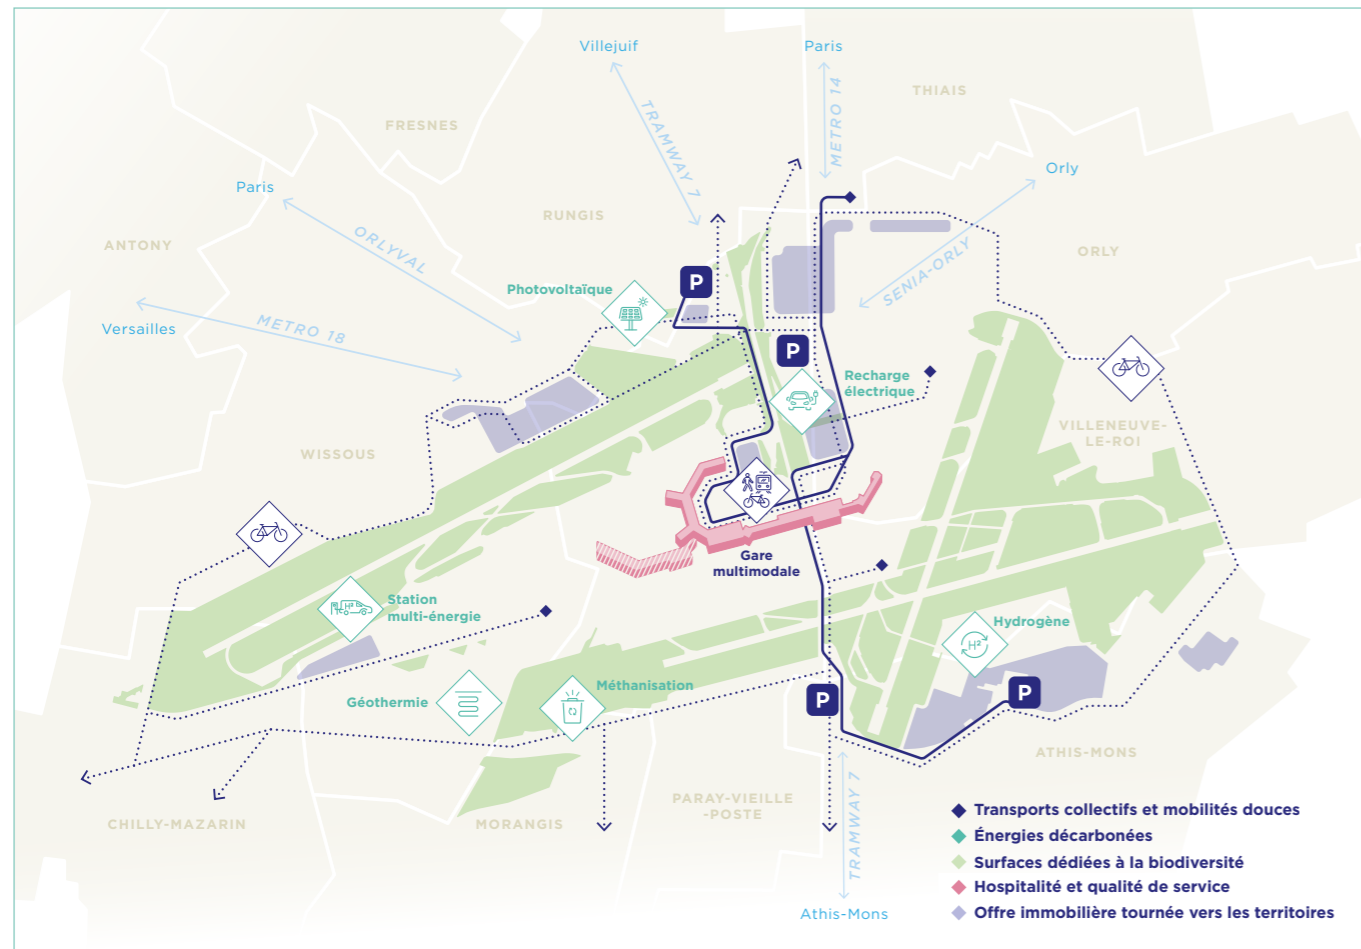 Villejuif
Paris
THIAIS
METRO 14
TRAMWAY 7
FRESNES
Paris
Orly
RUNGIS
ANTONY
ORLYVAL
SENIA-ORLY
ORLY
P
Photovoltaïque
Versailles
METRO 18
P
Recharge
électrique
VILLENEUVE-
LE-ROI
WISSOUS
Gare
multimodale
Station
multi-énergie
H²
Hydrogène
H²
Méthanisation
Géothermie
P
P
ATHIS-MONS
PARAY-VIEILLE
-POSTE
CHILLY-MAZARIN
MORANGIS
TRAMWAY 7
Athis-Mons
Transports collectifs et mobilités douces
Énergies décarbonées
Surfaces dédiées à la biodiversité
Hospitalité et qualité de service
Offre immobilière tournée vers les territoires